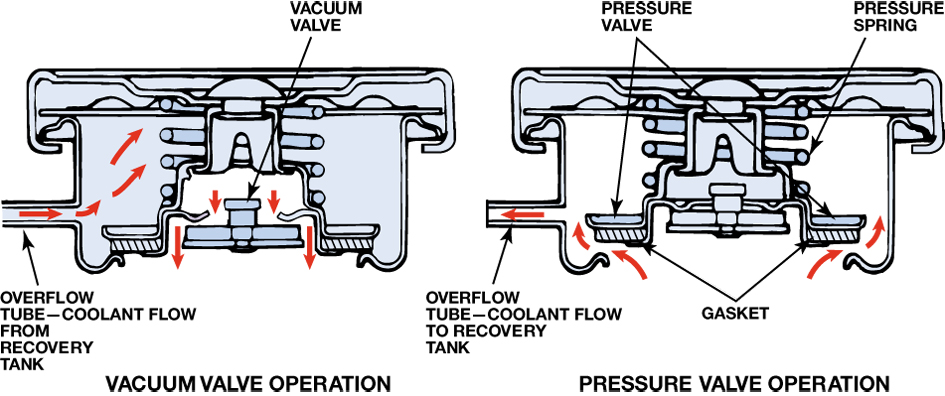 VACUUM
VALVE
PRESSURE
VALVE
PRESSURE
SPRING
OVERFLOW
TUBE—COOLANT FLOW
FROM
RECOVERY
TANK
OVERFLOW
TUBE—COOLANT FLOW
TO RECOVERY
TANK
GASKET
VACUUM VALVE OPERATION
PRESSURE VALVE OPERATION